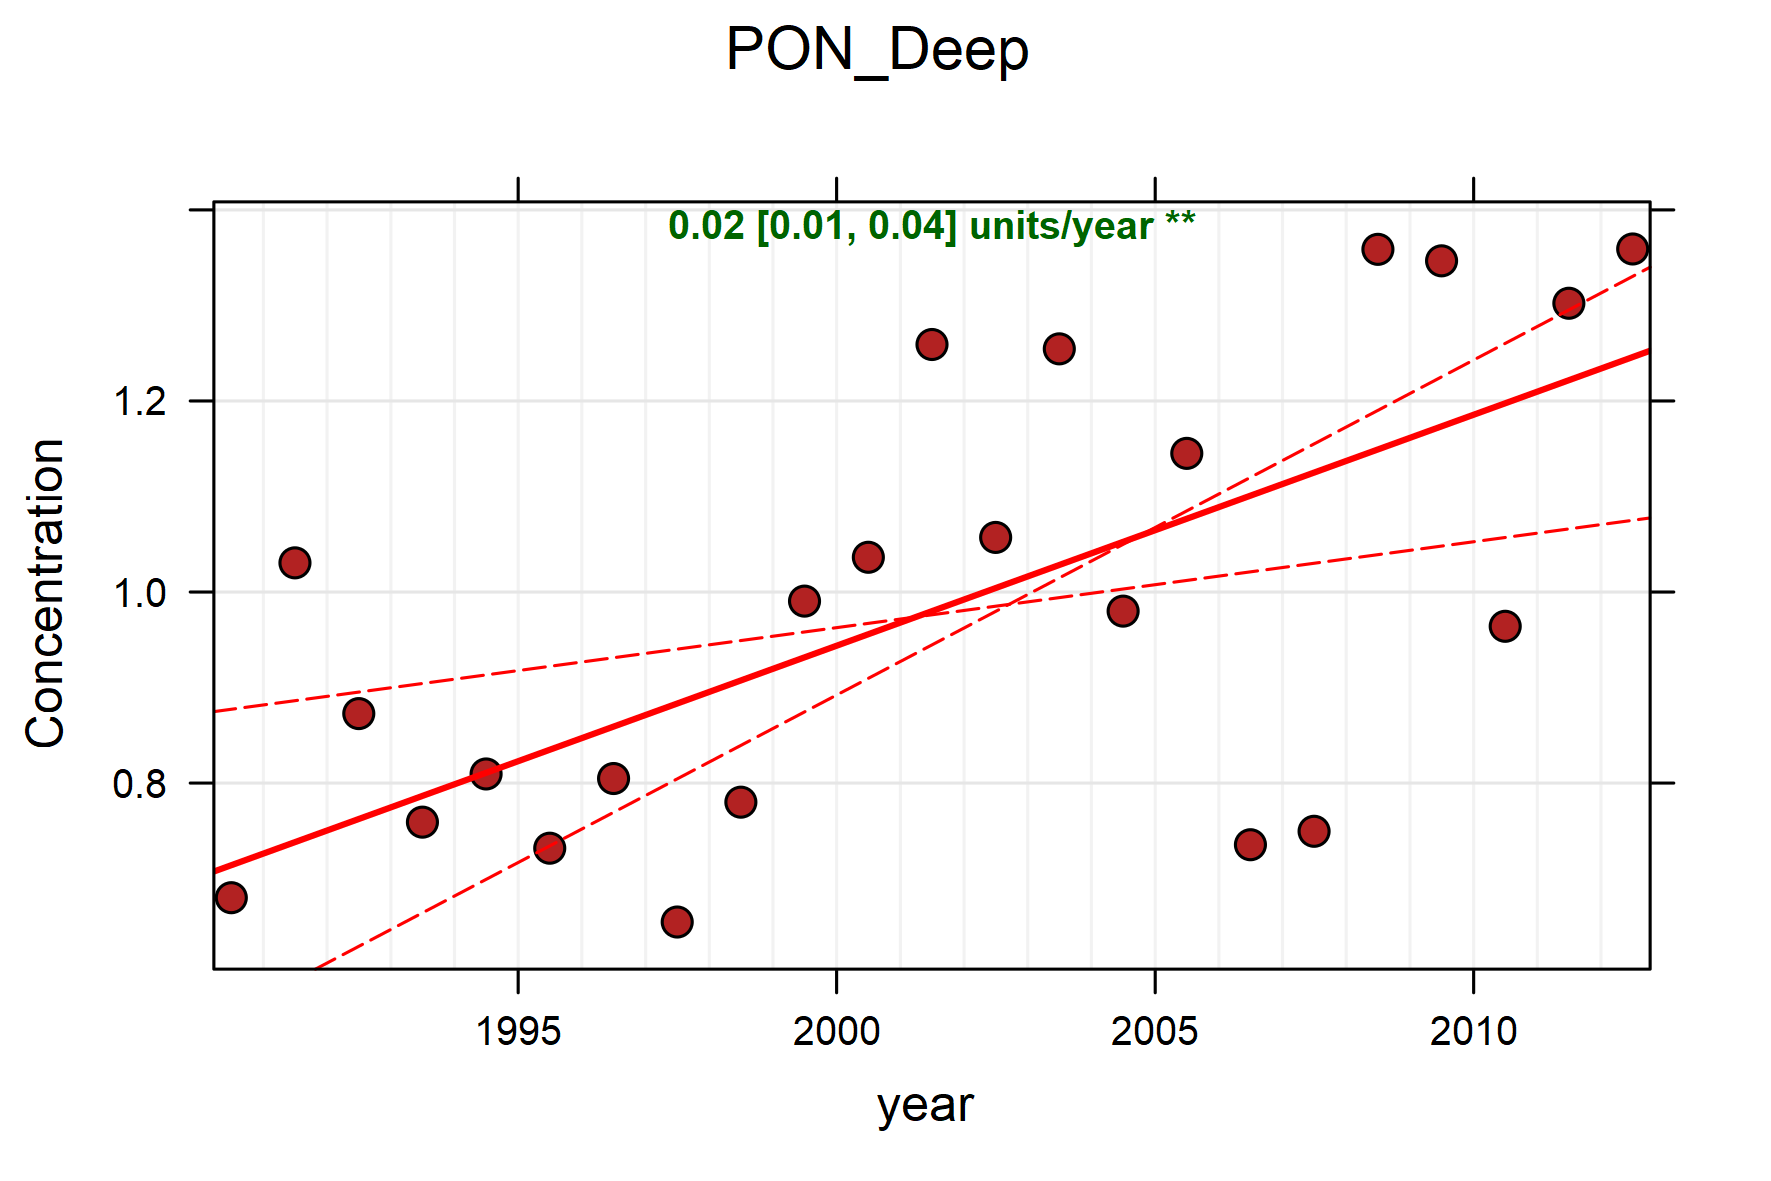 PON_Deep
0.02 [0.01, 0.04] units/year **
Concentration
1.2
1.0
0.8
1995 2000 2005 2010
year